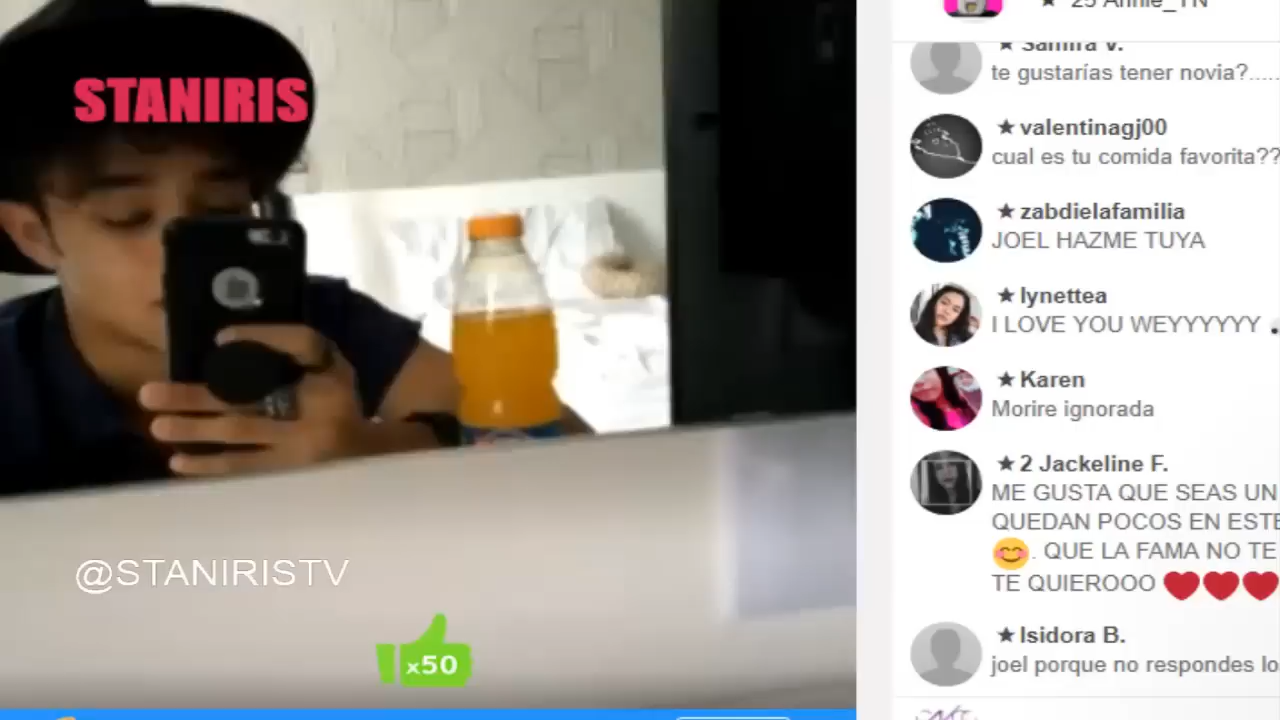 STANIRIS
@STANIRISTV
x50
25 Annie_TN
Samira V.
te gustarías tener novia?.....
valentinagj00
cual es tu comida favorita??
zabdielafamilia
JOEL HAZME TUYA
lynettea
I LOVE YOU WEYYYYYY
Karen
Morire ignorada
2 Jackeline F.
ME GUSTA QUE SEAS UN
QUEDAN POCOS EN ESTE
😊. QUE LA FAMA NO TE
TE QUIEROOO ❤❤❤
Isidora B.
joel porque no respondes lo